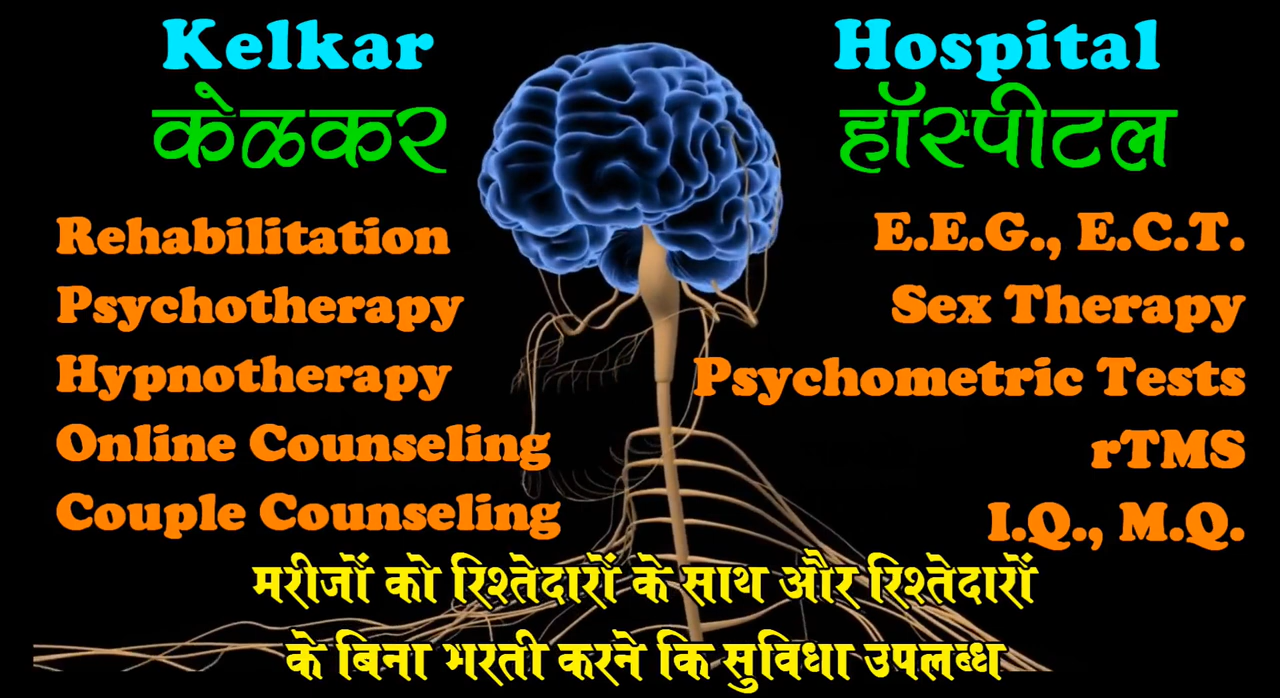 Kelkar Hospital
केळकर हॉस्पीटल
Rehabilitation
Psychotherapy
Hypnotherapy
Online Counseling
Couple Counseling
E.E.G., E.C.T.
Sex Therapy
Psychometric Tests
rTMS
I.Q., M.Q.
मरीजों को रिश्तेदारों के साथ और रिश्तेदारों
के बिना भरती करने कि सुविधा उपलब्ध